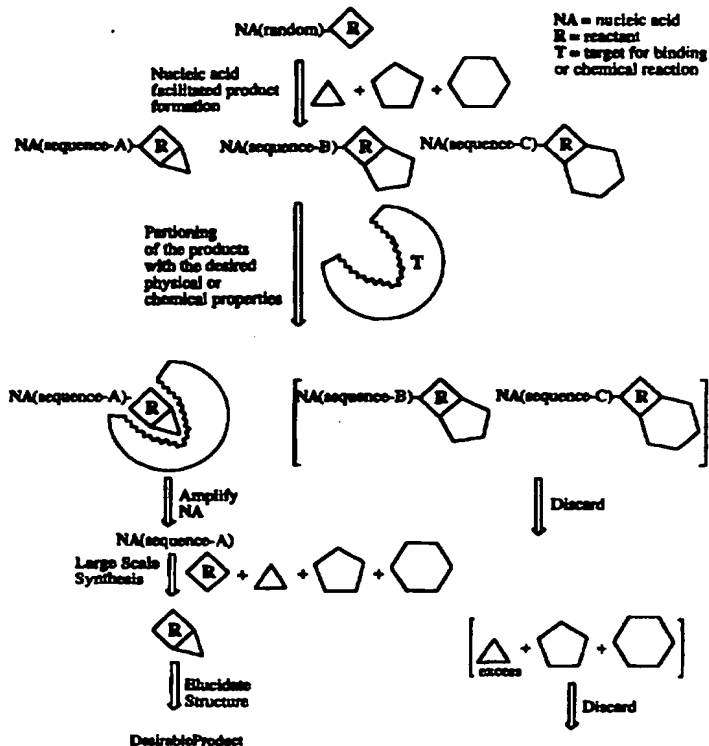 NA(random)-R
NA = nucleic acid
R = reactant
T = target for binding
or chemical reaction
Nucleic acid
facilitated product
formation
+ +
NA(sequence-A)-R
NA(sequence-B)-R
NA(sequence-C)-R
Partioning
of the products
with the desired
physical or
chemical properties
T
NA(sequence-A)-R
NA(sequence-B)-R
NA(sequence-C)-R
Amplify
NA
Discard
NA(sequence-A)
Large Scale
Synthesis
R + + +
R
+ +
excess
Elucidate
Structure
Discard
DesirableProduct